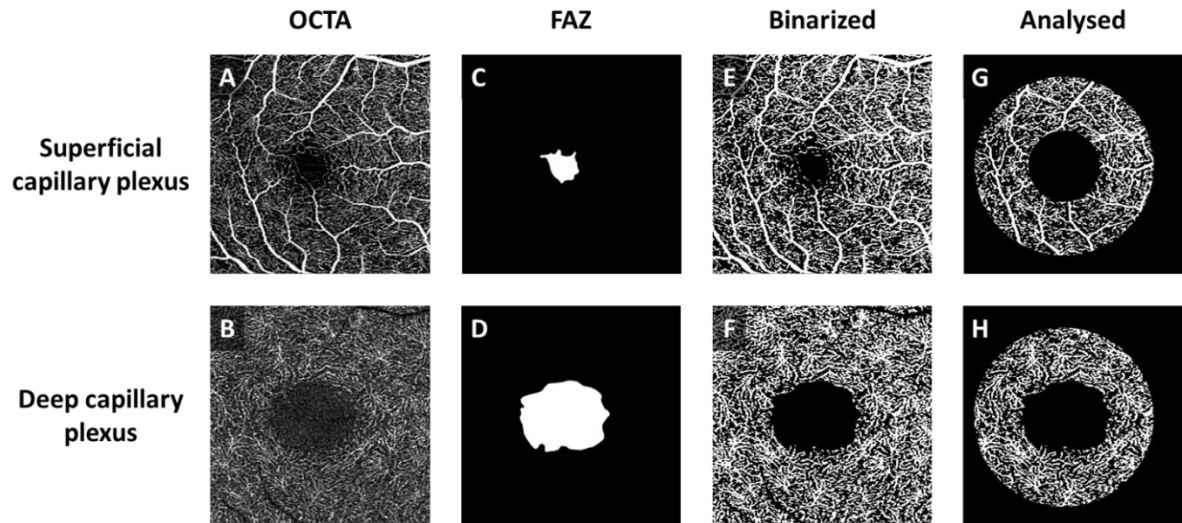 OCTA FAZ Binarized Analysed
A C E G
Superficial
capillary plexus
B D F H
Deep capillary
plexus